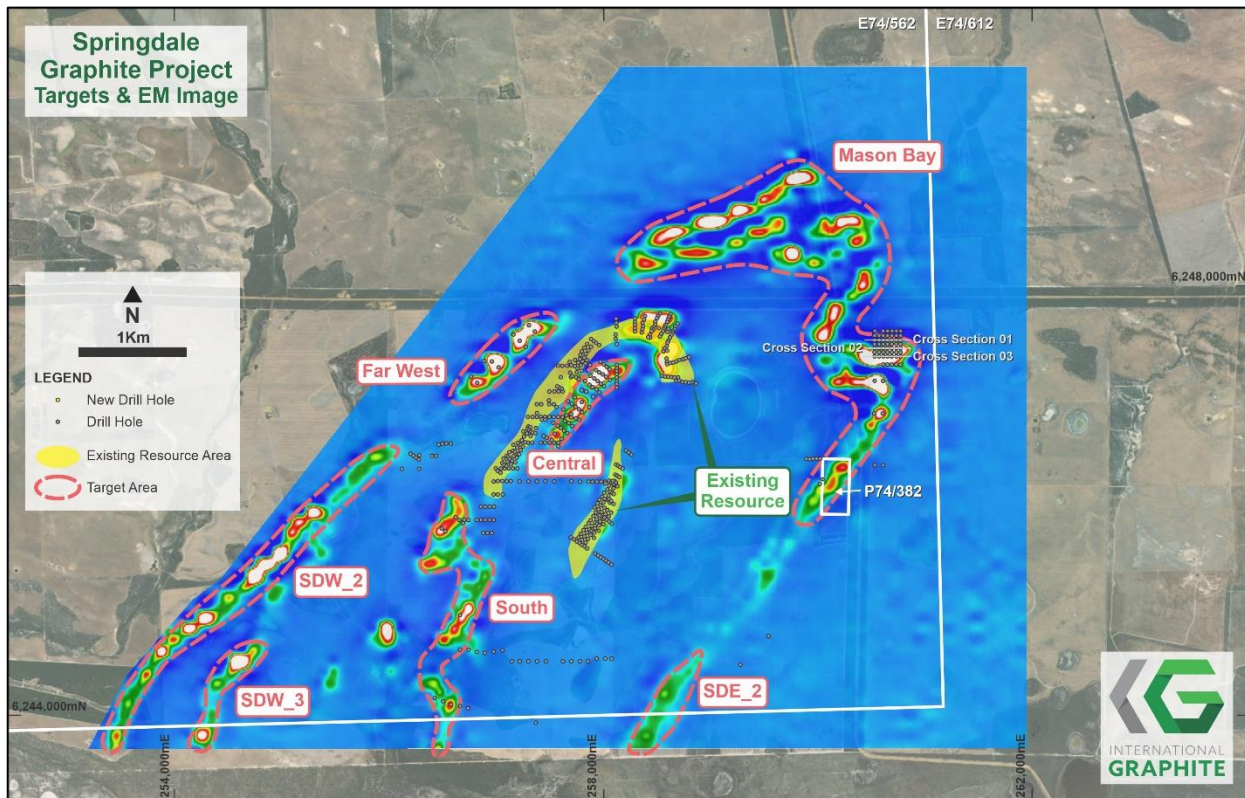 Springdale
Graphite Project
Targets & EM Image
E74/562
E74/612
Mason Bay
6,248,000mN
N
1Km
LEGEND
New Drill Hole
Drill Hole
Existing Resource Area
Target Area
Far West
Cross Section 02
Cross Section 01
Cross Section 03
Central
Existing
Resource
P74/382
SDW_2
South
SDW_3
SDE_2
6,244,000mN
254,000mE
258,000mE
262,000mE
INTERNATIONAL
GRAPHITE